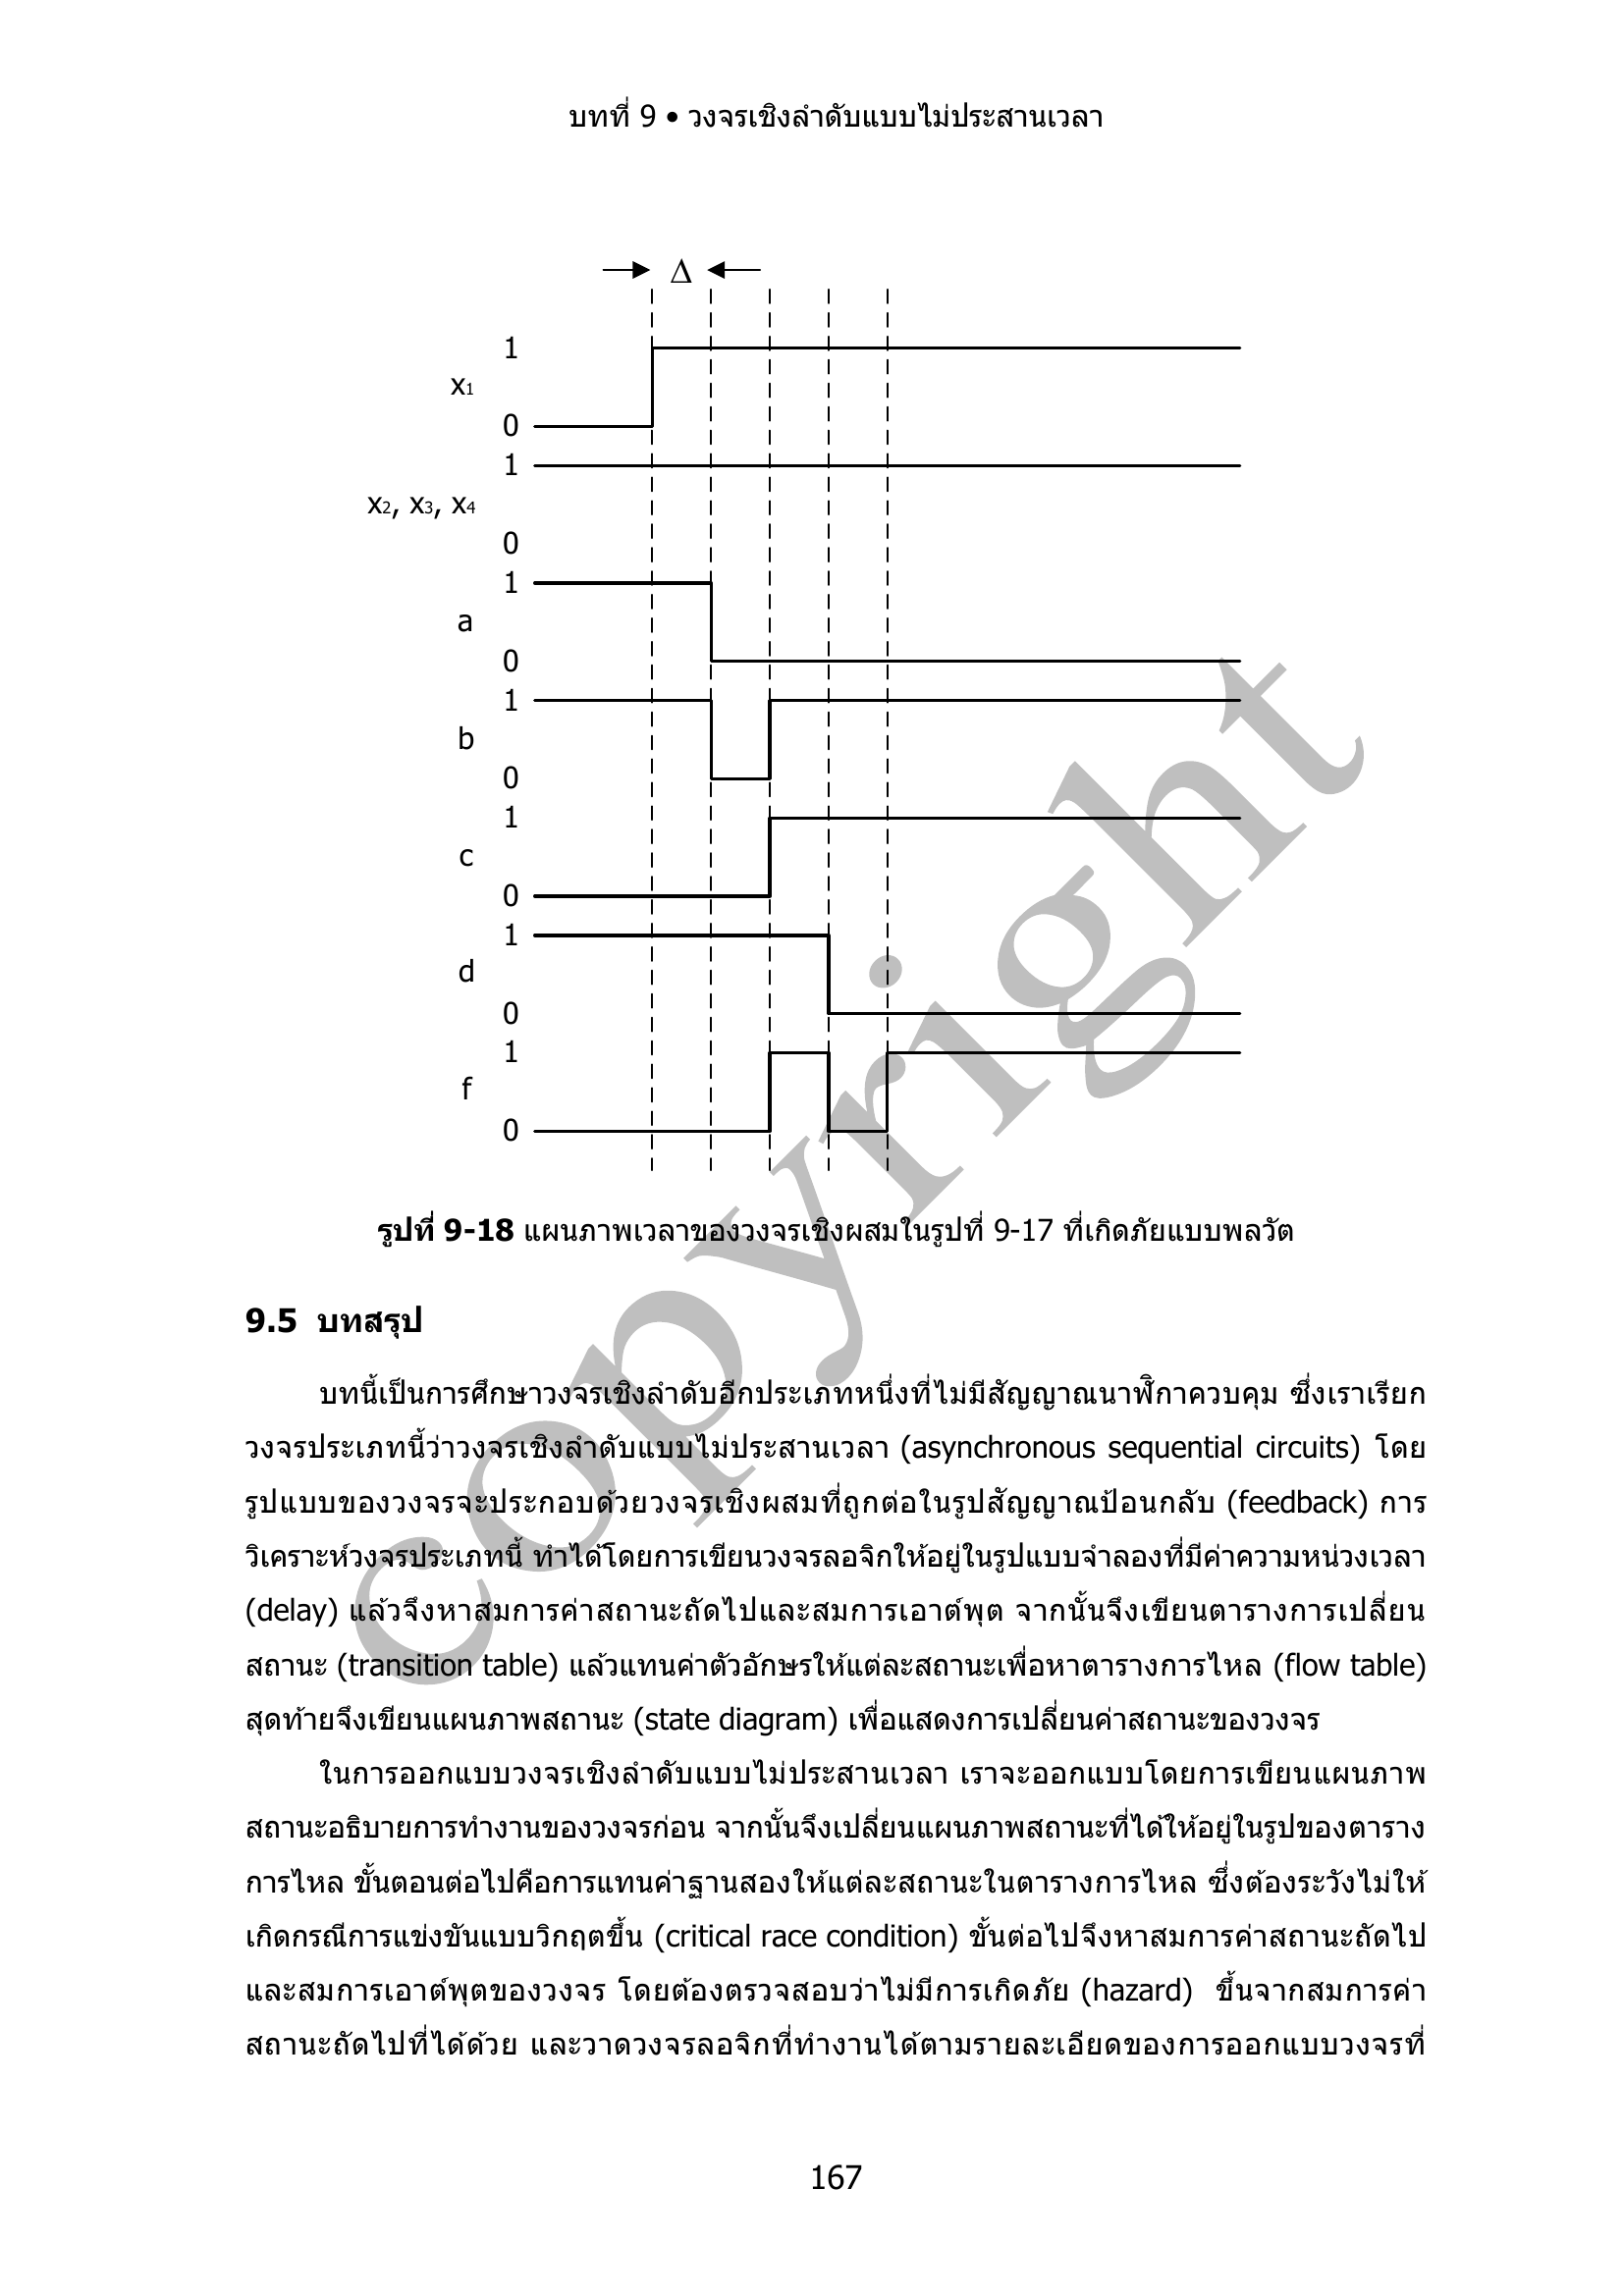 บทที่ 9 • วงจรเชิงลำดับแบบไม่ประสานเวลา
Δ
1
x1
0
1
x2, x3, x4
0
1
a
0
1
b
0
1
c
0
1
d
0
1
f
0
รูปที่ 9-18 แผนภาพเวลาของวงจรเชิงผสมในรูปที่ 9-17 ที่เกิดภัยแบบพลวัต
9.5 บทสรุป
บทนี้เป็นการศึกษาวงจรเชิงลำดับอีกประเภทหนึ่งที่ไม่มีสัญญาณนาฬิกาควบคุม ซึ่งเราเรียก
วงจรประเภทนี้ว่าวงจรเชิงลำดับแบบไม่ประสานเวลา (asynchronous sequential circuits) โดย
รูปแบบของวงจรจะประกอบด้วยวงจรเชิงผสมที่ถูกต่อในรูปสัญญาณป้อนกลับ (feedback) การ
วิเคราะห์วงจรประเภทนี้ ทำได้โดยการเขียนวงจรลอจิกให้อยู่ในรูปแบบจำลองที่มีค่าความหน่วงเวลา
(delay) แล้วจึงหาสมการค่าสถานะถัดไปและสมการเอาต์พุต จากนั้นจึงเขียนตารางการเปลี่ยน
สถานะ (transition table) แล้วแทนค่าตัวอักษรให้แต่ละสถานะเพื่อหาตารางการไหล (flow table)
สุดท้ายจึงเขียนแผนภาพสถานะ (state diagram) เพื่อแสดงการเปลี่ยนค่าสถานะของวงจร
ในการออกแบบวงจรเชิงลำดับแบบไม่ประสานเวลา เราจะออกแบบโดยการเขียนแผนภาพ
สถานะอธิบายการทำงานของวงจรก่อน จากนั้นจึงเปลี่ยนแผนภาพสถานะที่ได้ให้อยู่ในรูปของตาราง
การไหล ขั้นตอนต่อไปคือการแทนค่าฐานสองให้แต่ละสถานะในตารางการไหล ซึ่งต้องระวังไม่ให้
เกิดกรณีการแข่งขันแบบวิกฤตขึ้น (critical race condition) ขั้นต่อไปจึงหาสมการค่าสถานะถัดไป
และสมการเอาต์พุตของวงจร โดยต้องตรวจสอบว่าไม่มีการเกิดภัย (hazard) ขึ้นจากสมการค่า
สถานะถัดไปที่ได้ด้วย และวาดวงจรลอจิกที่ทำงานได้ตามรายละเอียดของการออกแบบวงจรที่
167
copyright